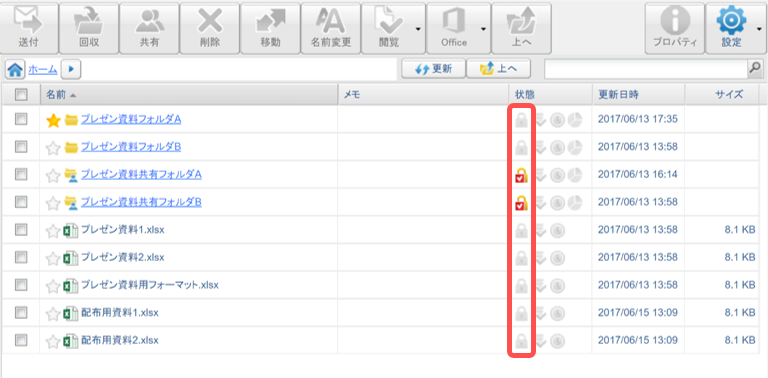 送付 回収 共有 削除 移動 名前変更 閲覧 Office 上へ プロパティ 設定
ホーム 更新 上へ
名前 メモ 状態 更新日時 サイズ
プレゼン資料フォルダA 2017/06/13 17:35
プレゼン資料フォルダB 2017/06/13 13:58
プレゼン資料共有フォルダA 2017/06/13 16:14
プレゼン資料共有フォルダB 2017/06/13 13:58
プレゼン資料1.xlsx 2017/06/13 13:58 8.1 KB
プレゼン資料2.xlsx 2017/06/13 13:58 8.1 KB
プレゼン資料用フォーマット.xlsx 2017/06/13 13:58 8.1 KB
配布用資料1.xlsx 2017/06/15 13:09 8.1 KB
配布用資料2.xlsx 2017/06/15 13:09 8.1 KB